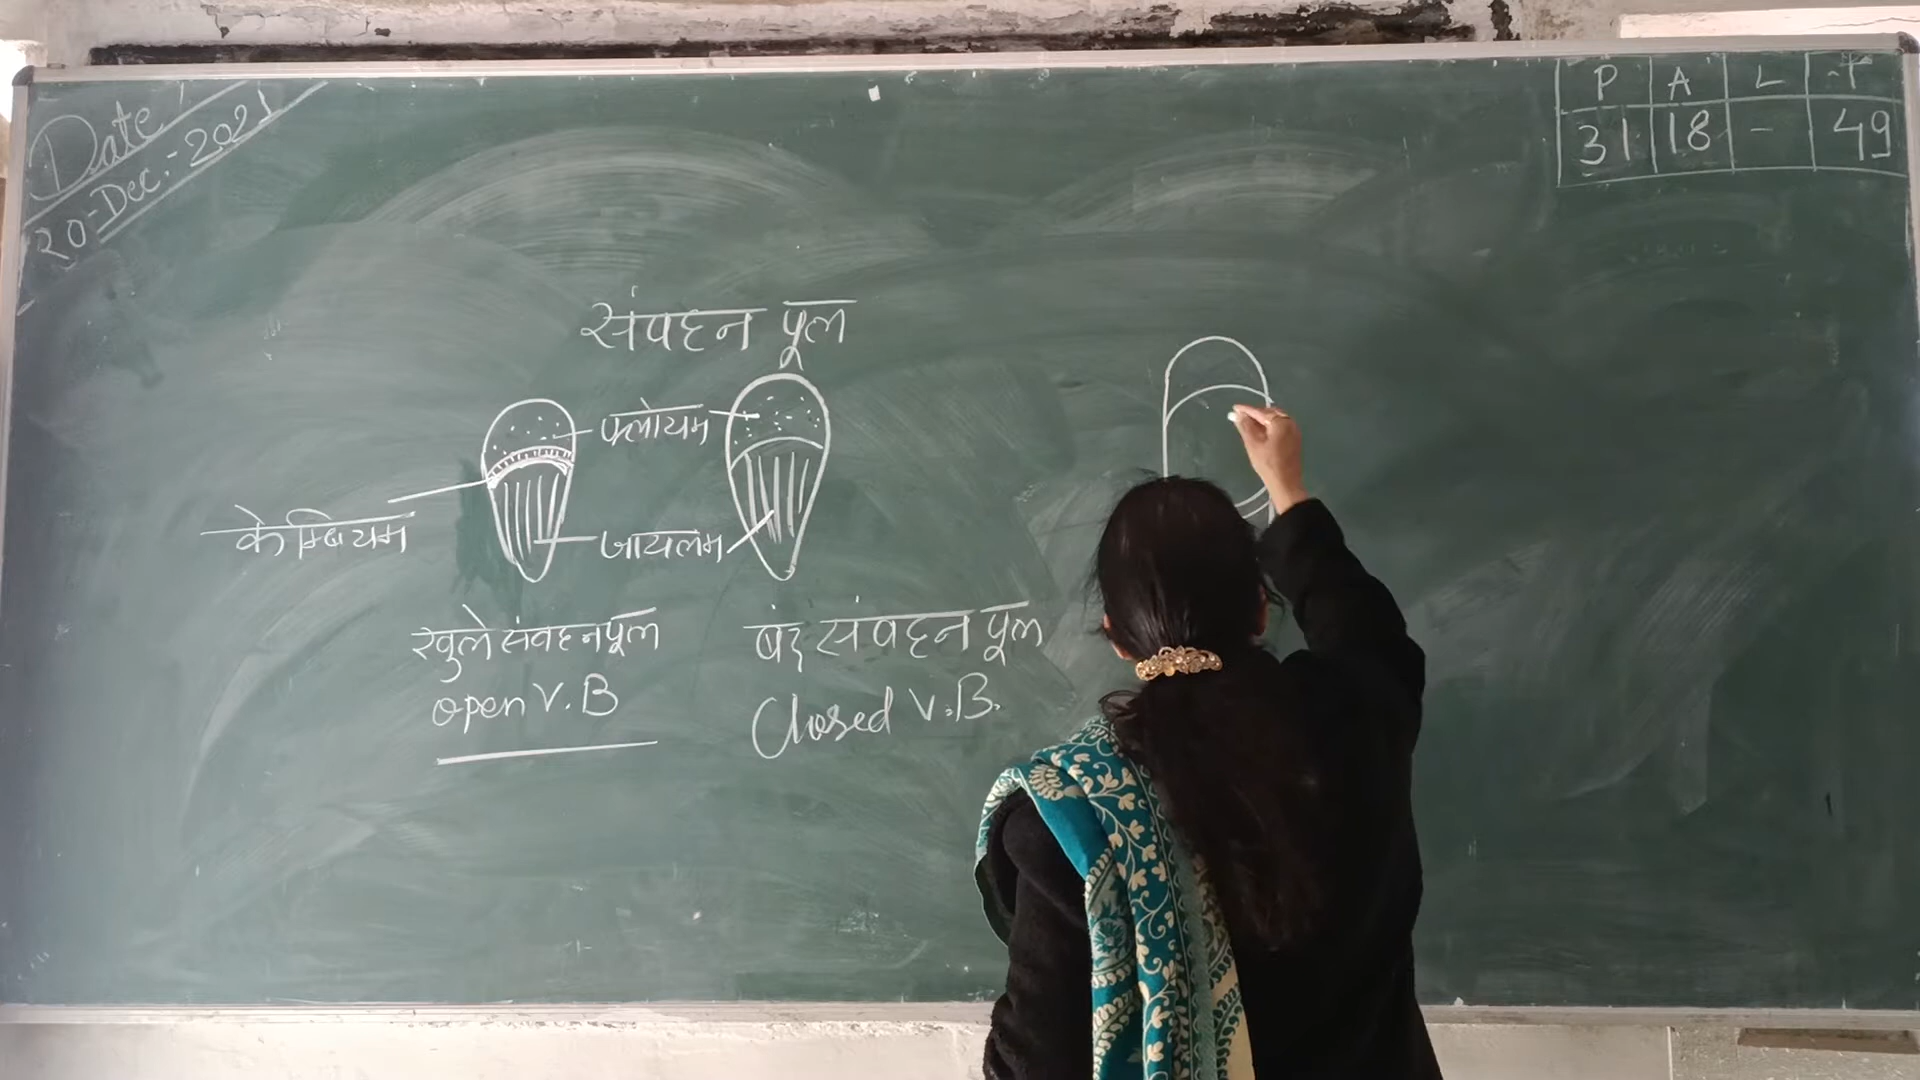 Date
20-Dec.-2021
P A L T
31 18 - 49
संवहन पूल
फ्लोयम
केम्बियम
जायलम
खुले संवहन पूल
open V.B
बंद संवहन पूल
Closed V.B.